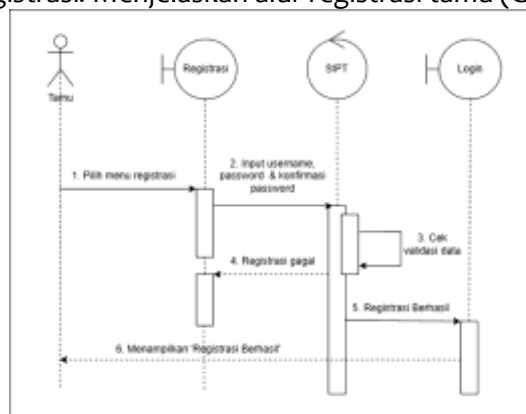 gistrasi. Menjelaskan alur registrasi tamu (G
Registrasi
SIPT
Login
Tamu
1. Pilih menu registrasi
2. Input username,
password & konfirmasi
password
3. Cek
validasi data
4. Registrasi gagal
5. Registrasi Berhasil
6. Menampilkan 'Registrasi Berhasil'